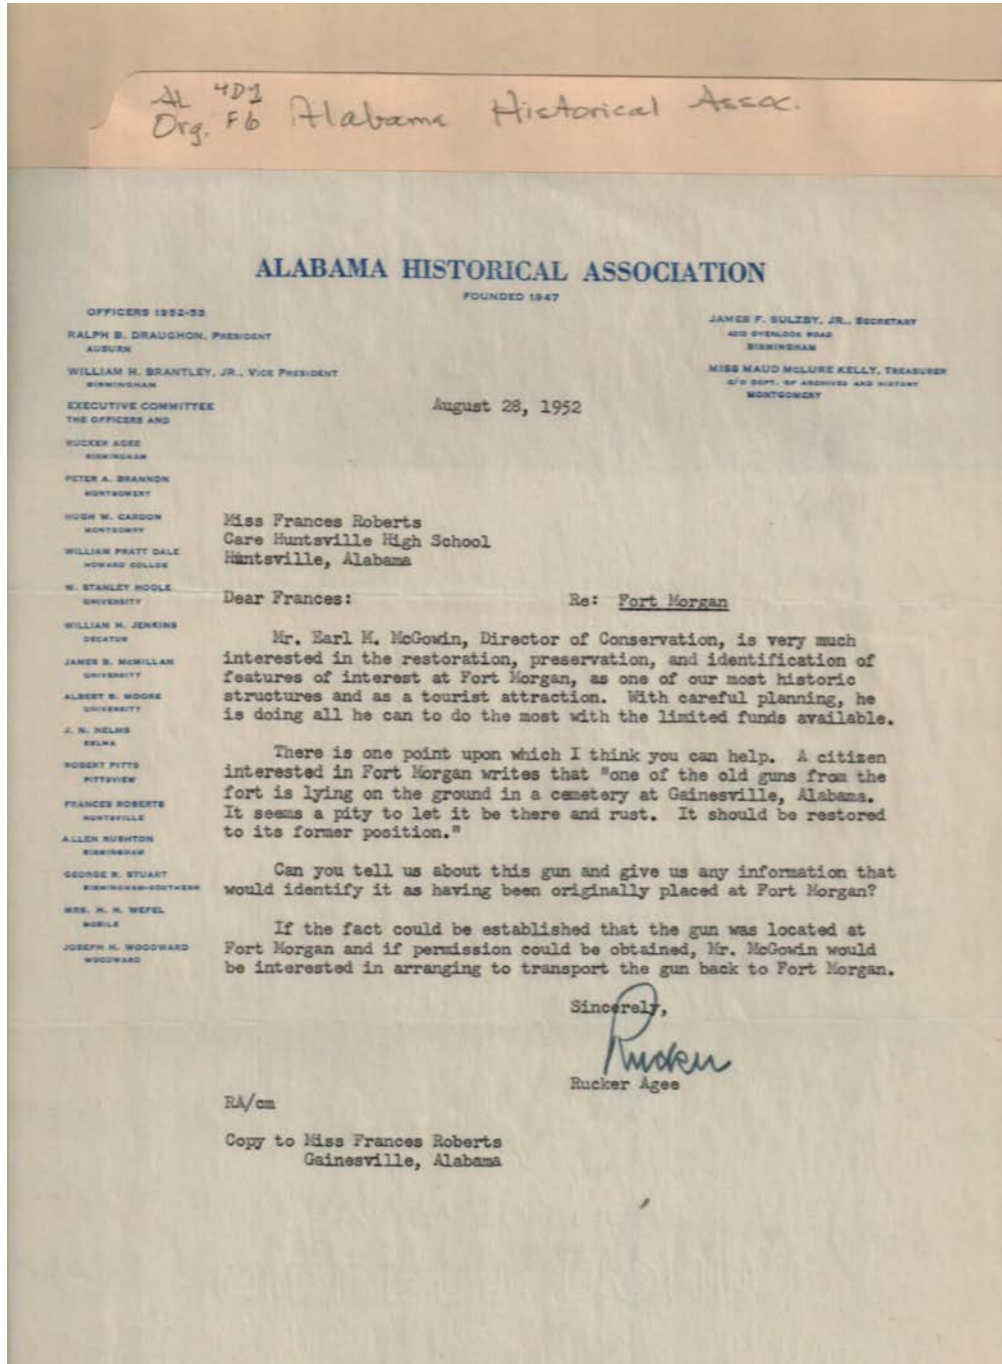 AL 4D1
Org. F6 Alabama Historical Assoc.
ALABAMA HISTORICAL ASSOCIATION
FOUNDED 1947
OFFICERS 1952-53
RALPH B. DRAUGHON, PRESIDENT
AUBURN
WILLIAM H. BRANTLEY, JR., VICE PRESIDENT
BIRMINGHAM
EXECUTIVE COMMITTEE
THE OFFICERS AND
RUCKER AGEE
BIRMINGHAM
PETER A. BRANNON
MONTGOMERY
HUGH W. CARDON
MONTGOMRY
WILLIAM PRATT DALE
HOWARD COLLEGE
W. STANLEY HOOLE
UNIVERSITY
WILLIAM H. JENKINS
DECATUR
JAMES B. McMILLAN
UNIVERSITY
ALBERT B. MOORE
UNIVERSITY
J. N. NELMS
SELMA
ROBERT PITTS
PITTSVIEW
FRANCES ROBERTS
HUNTSVILLE
ALLEN RUSHTON
BIRMINGHAM
GEORGE R. STUART
BIRMINGHAM-SOUTHERN
MRS. H. H. WEFEL
MOBILE
JOSEPH H. WOODWARD
WOODWARD
JAMES F. SULZBY, JR., SECRETARY
4213 OVERLOOK ROAD
BIRMINGHAM
MISS MAUD McLURE KELLY, TREASURER
C/O DEPT. OF ARCHIVES AND HISTORY
MONTGOMERY
August 28, 1952
Miss Frances Roberts
Care Huntsville High School
Huntsville, Alabama
Dear Frances: Re: Fort Morgan
Mr. Earl M. McGowin, Director of Conservation, is very much
interested in the restoration, preservation, and identification of
features of interest at Fort Morgan, as one of our most historic
structures and as a tourist attraction. With careful planning, he
is doing all he can to do the most with the limited funds available.
There is one point upon which I think you can help. A citizen
interested in Fort Morgan writes that "one of the old guns from the
fort is lying on the ground in a cemetery at Gainesville, Alabama.
It seems a pity to let it be there and rust. It should be restored
to its former position."
Can you tell us about this gun and give us any information that
would identify it as having been originally placed at Fort Morgan?
If the fact could be established that the gun was located at
Fort Morgan and if permission could be obtained, Mr. McGowin would
be interested in arranging to transport the gun back to Fort Morgan.
Sincerely,
Rucker
Rucker Agee
RA/cm
Copy to Miss Frances Roberts
Gainesville, Alabama